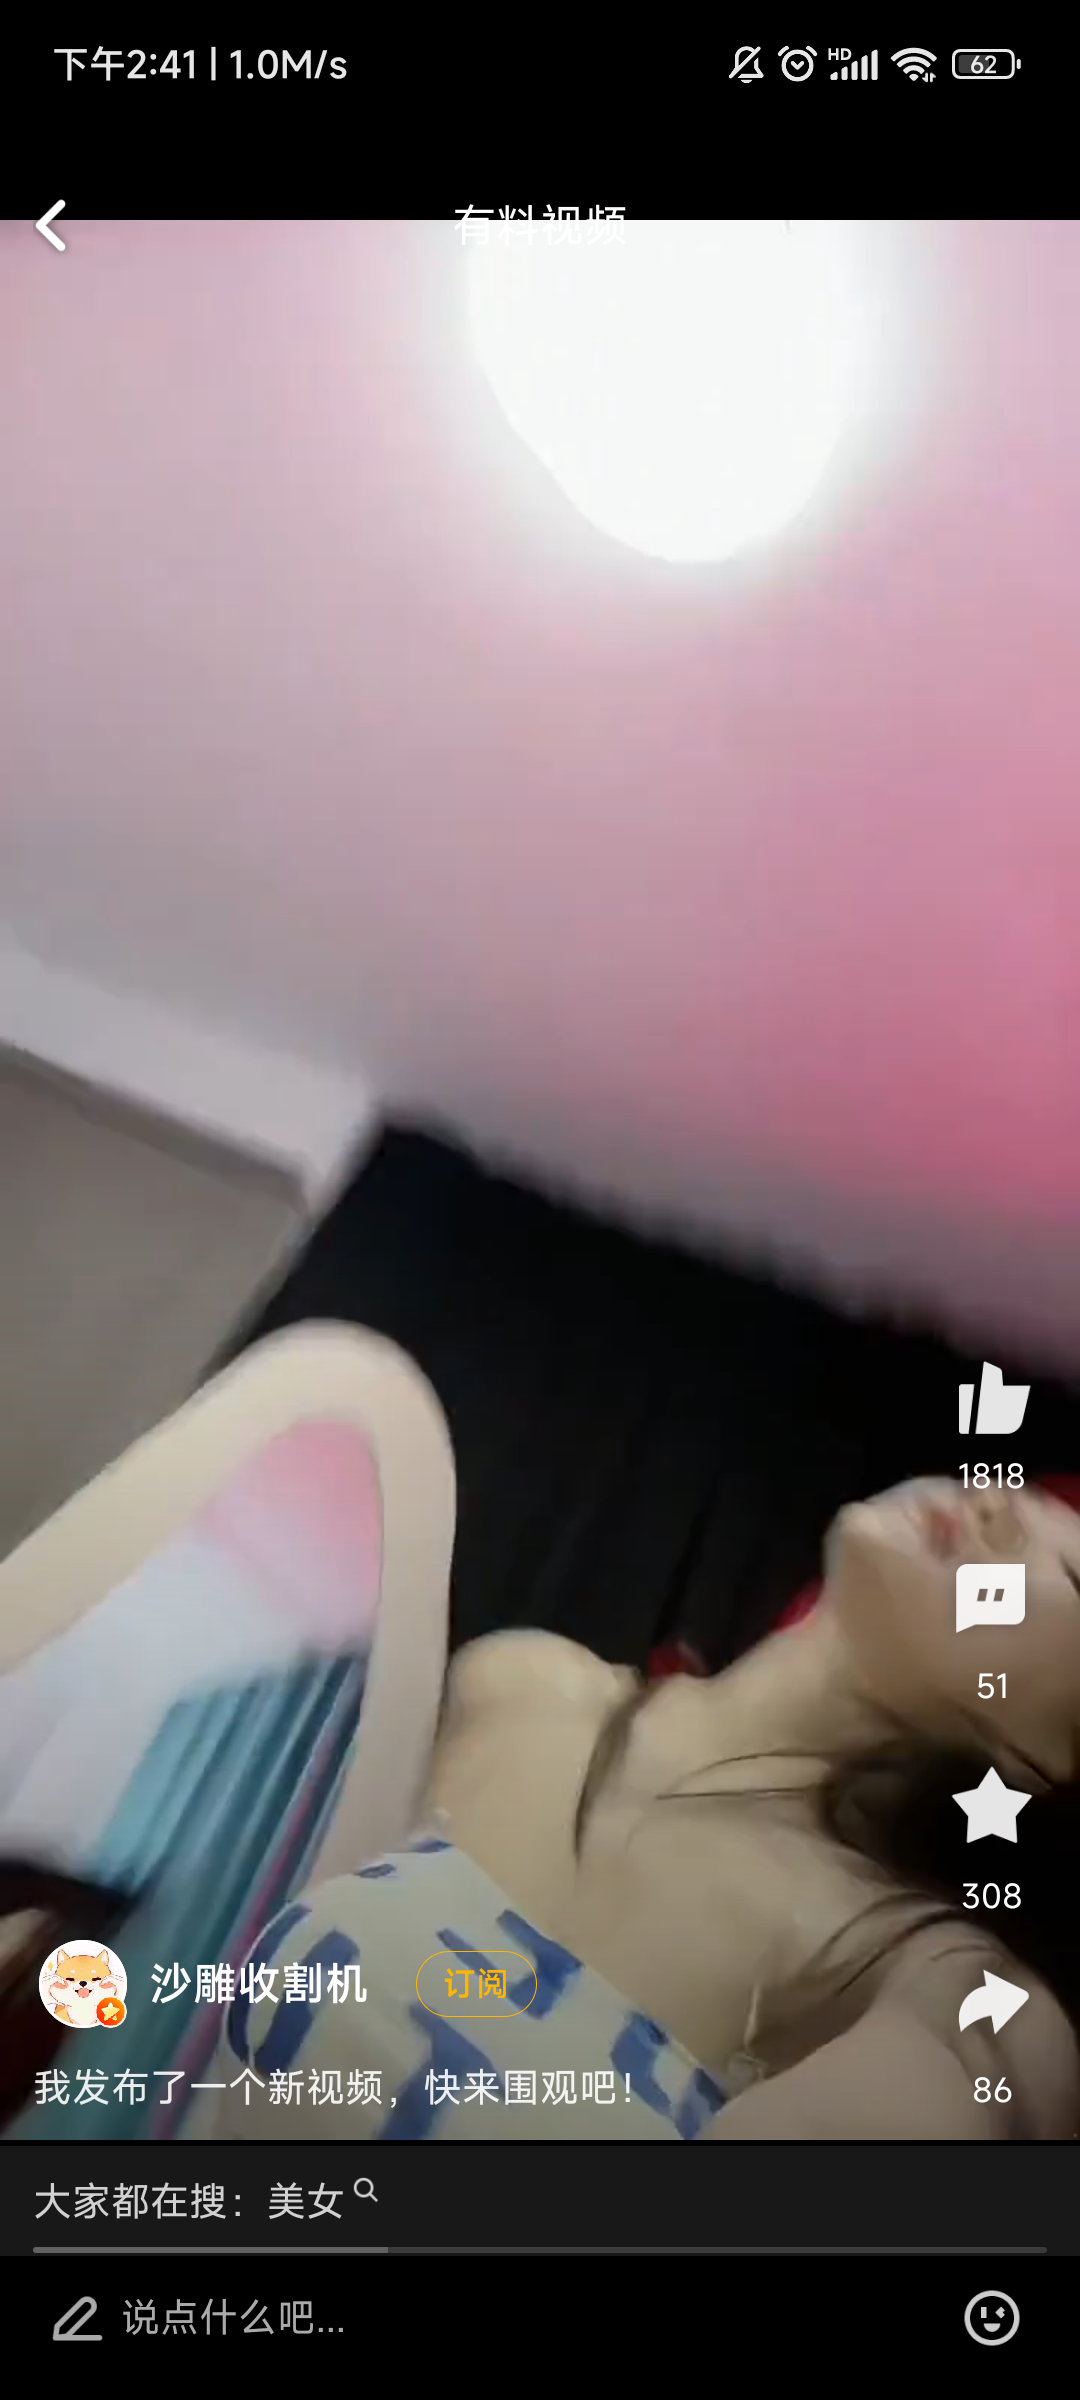 下午2:41 | 1.0M/s
HD
62
有料视频
1818
51
308
沙雕收割机
订阅
86
我发布了一个新视频，快来围观吧！
大家都在搜：美女
说点什么吧...